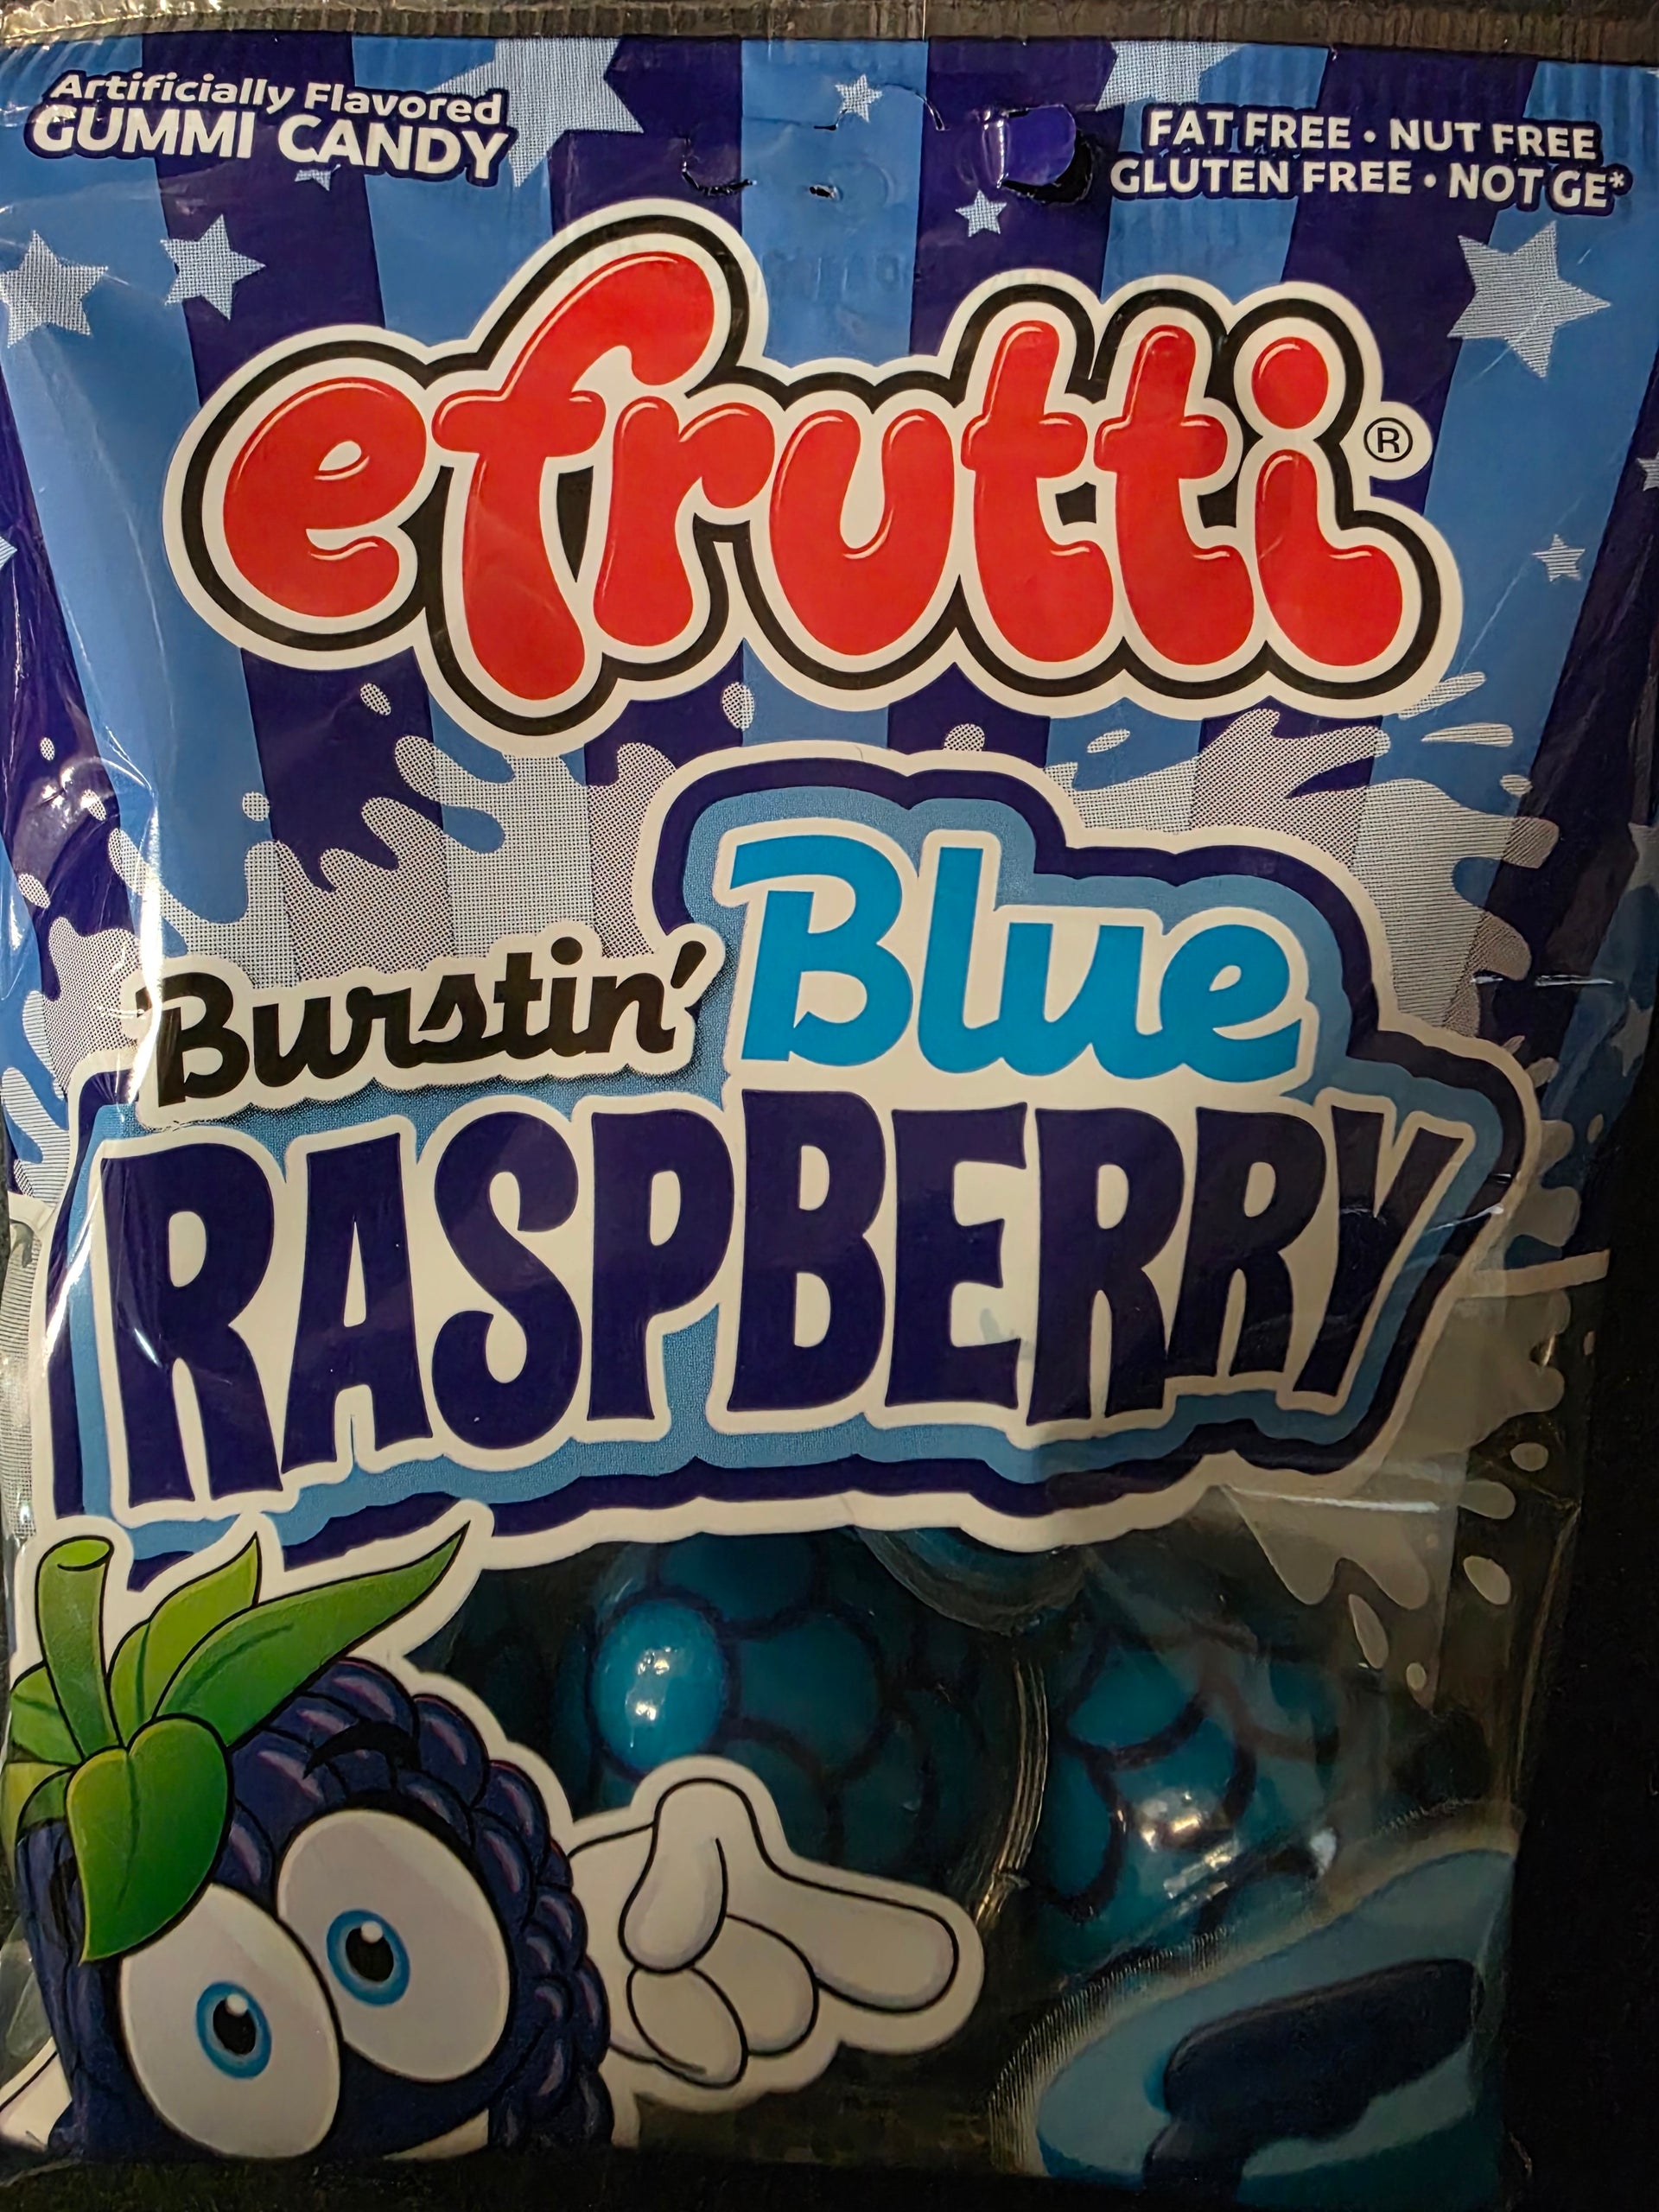 Artificially Flavored
GUMMI CANDY
FAT FREE • NUT FREE
GLUTEN FREE • NOT GE*
efrutti®
Burstin' Blue
RASPBERRY